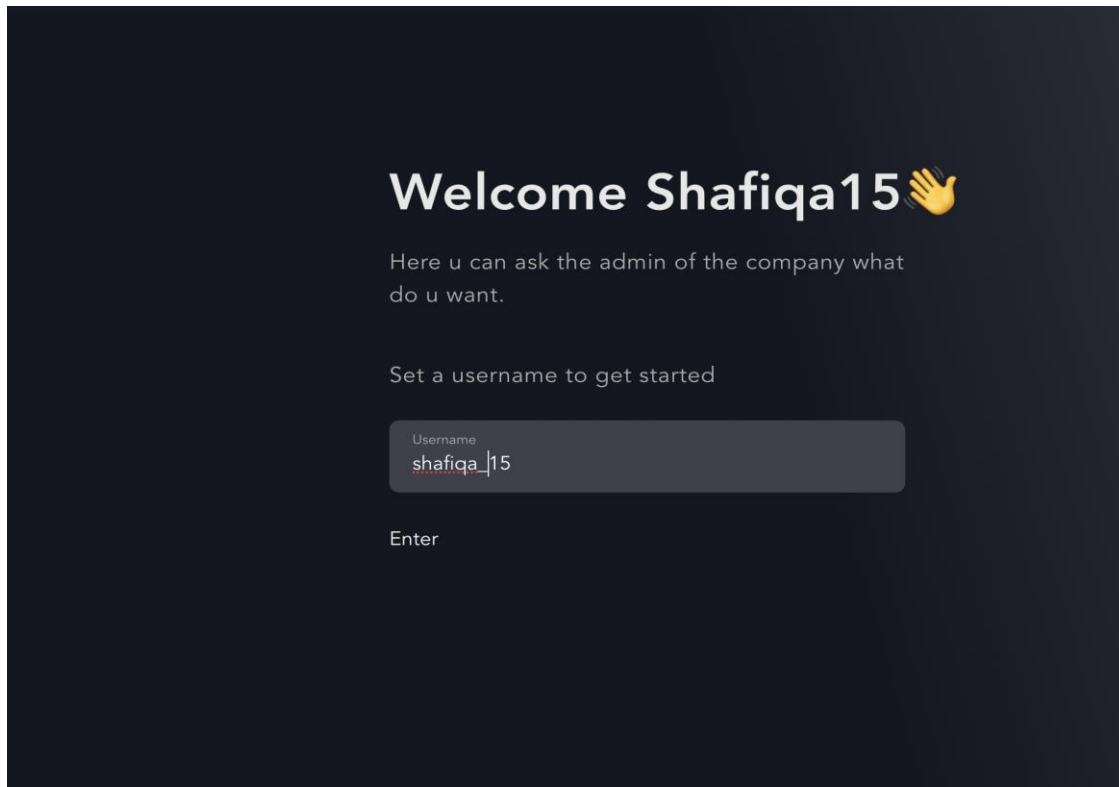 Welcome Shafiqa15👋
Here u can ask the admin of the company what
do u want.
Set a username to get started
Username
shafiqa_15
Enter